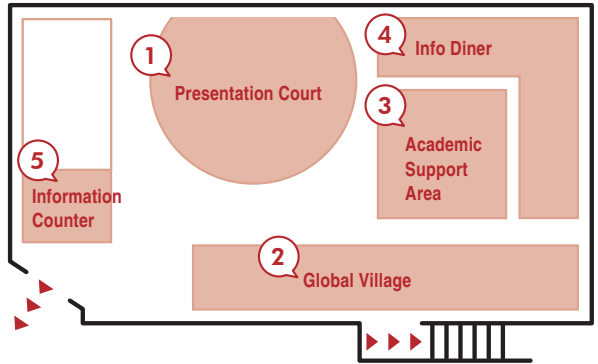 1
Presentation Court
4
Info Diner
3
Academic
Support
Area
5
Information
Counter
2
Global Village